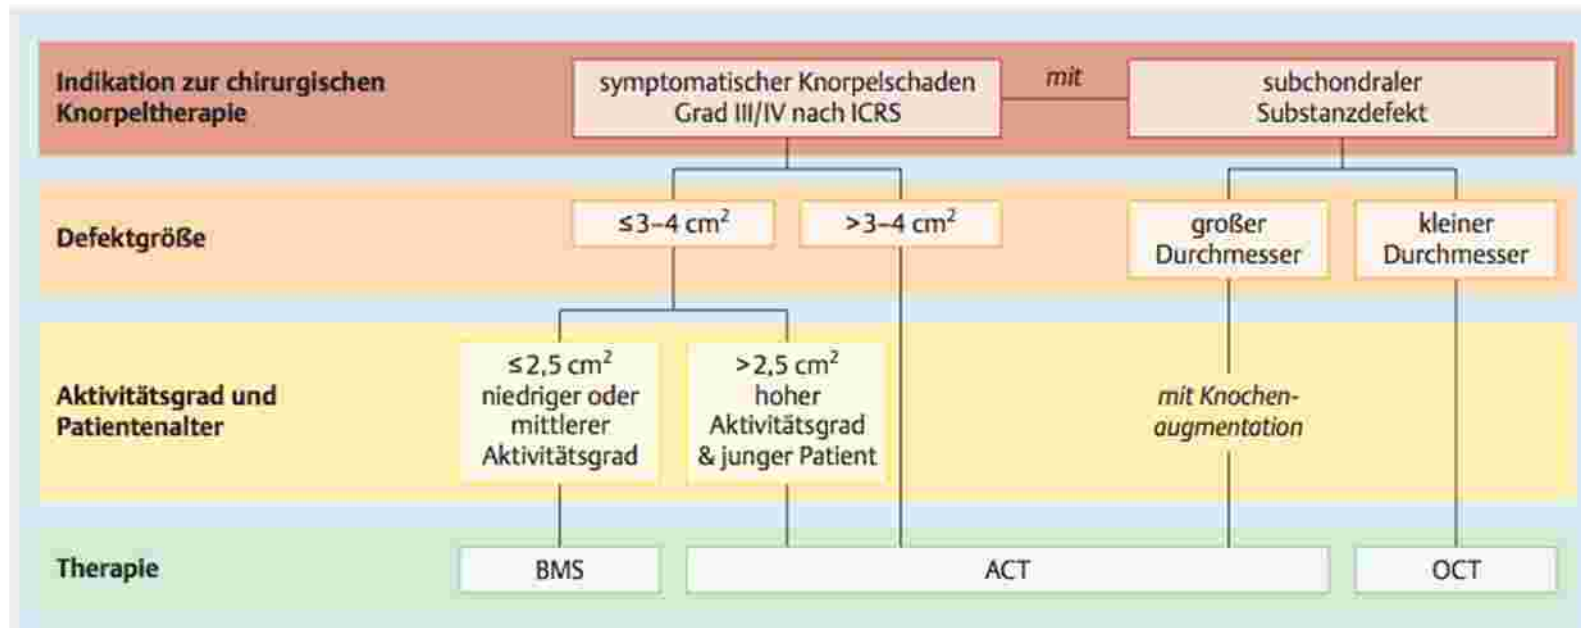 Indikation zur chirurgischen
Knorpeltherapie
symptomatischer Knorpelschaden
Grad III/IV nach ICRS
mit
subchondraler
Substanzdefekt
Defektgröße
≤3–4 cm²
>3–4 cm²
großer
Durchmesser
kleiner
Durchmesser
Aktivitätsgrad und
Patientenalter
≤2,5 cm²
niedriger oder
mittlerer
Aktivitätsgrad
>2,5 cm²
hoher
Aktivitätsgrad
& junger Patient
mit Knochen-
augmentation
Therapie
BMS
ACT
OCT